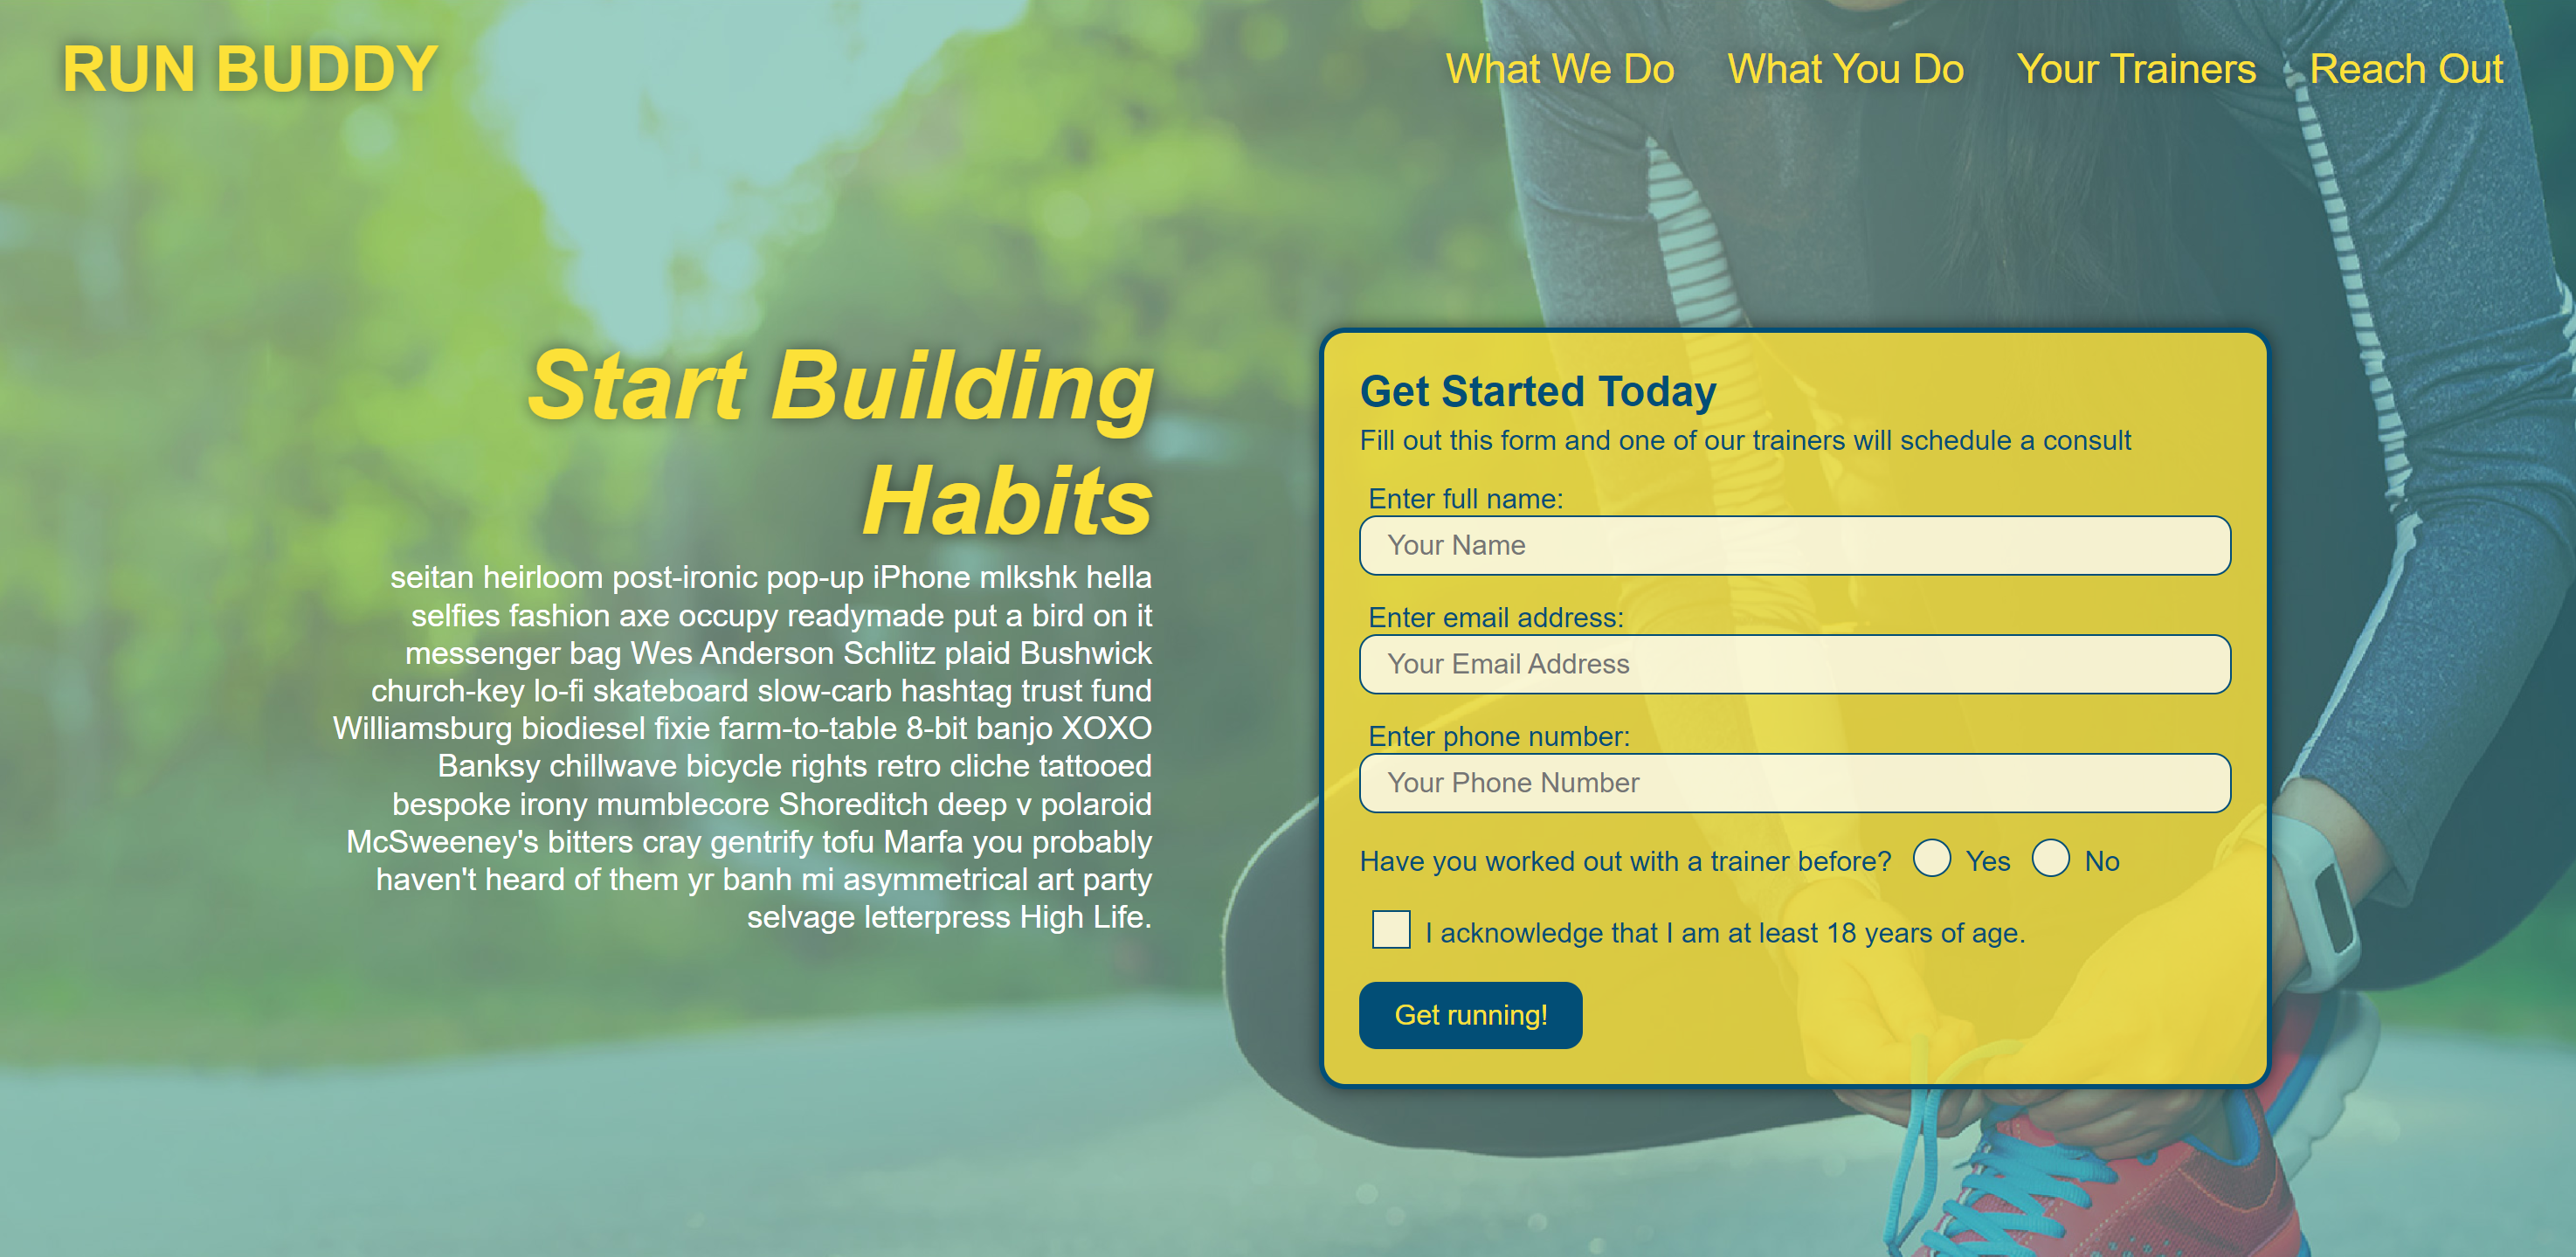 RUN BUDDY
What We Do
What You Do
Your Trainers
Reach Out
Start Building
Habits
seitan heirloom post-ironic pop-up iPhone mlkshk hella
selfies fashion axe occupy readymade put a bird on it
messenger bag Wes Anderson Schlitz plaid Bushwick
church-key lo-fi skateboard slow-carb hashtag trust fund
Williamsburg biodiesel fixie farm-to-table 8-bit banjo XOXO
Banksy chillwave bicycle rights retro cliche tattooed
bespoke irony mumblecore Shoreditch deep v polaroid
McSweeney's bitters cray gentrify tofu Marfa you probably
haven't heard of them yr banh mi asymmetrical art party
selvage letterpress High Life.
Get Started Today
Fill out this form and one of our trainers will schedule a consult
Enter full name:
Your Name
Enter email address:
Your Email Address
Enter phone number:
Your Phone Number
Have you worked out with a trainer before? Yes No
I acknowledge that I am at least 18 years of age.
Get running!